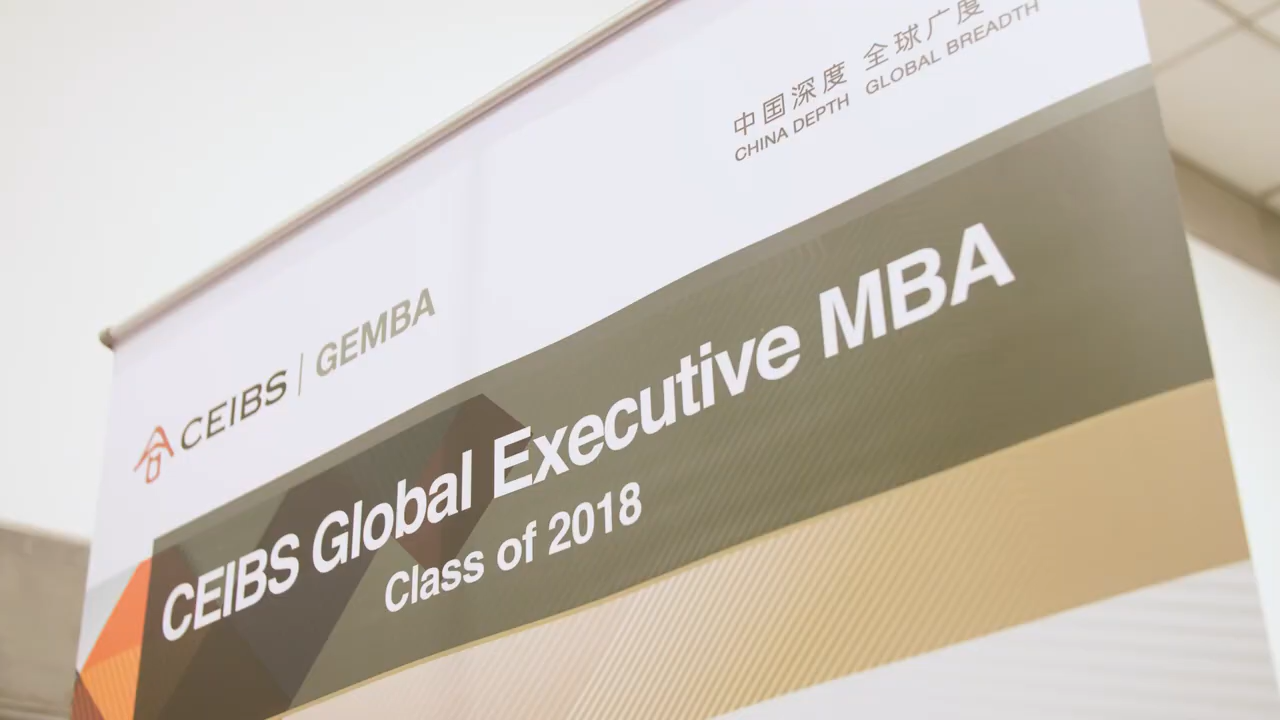 中国深度 全球广度
CHINA DEPTH GLOBAL BREADTH
CEIBS | GEMBA
CEIBS Global Executive MBA
Class of 2018